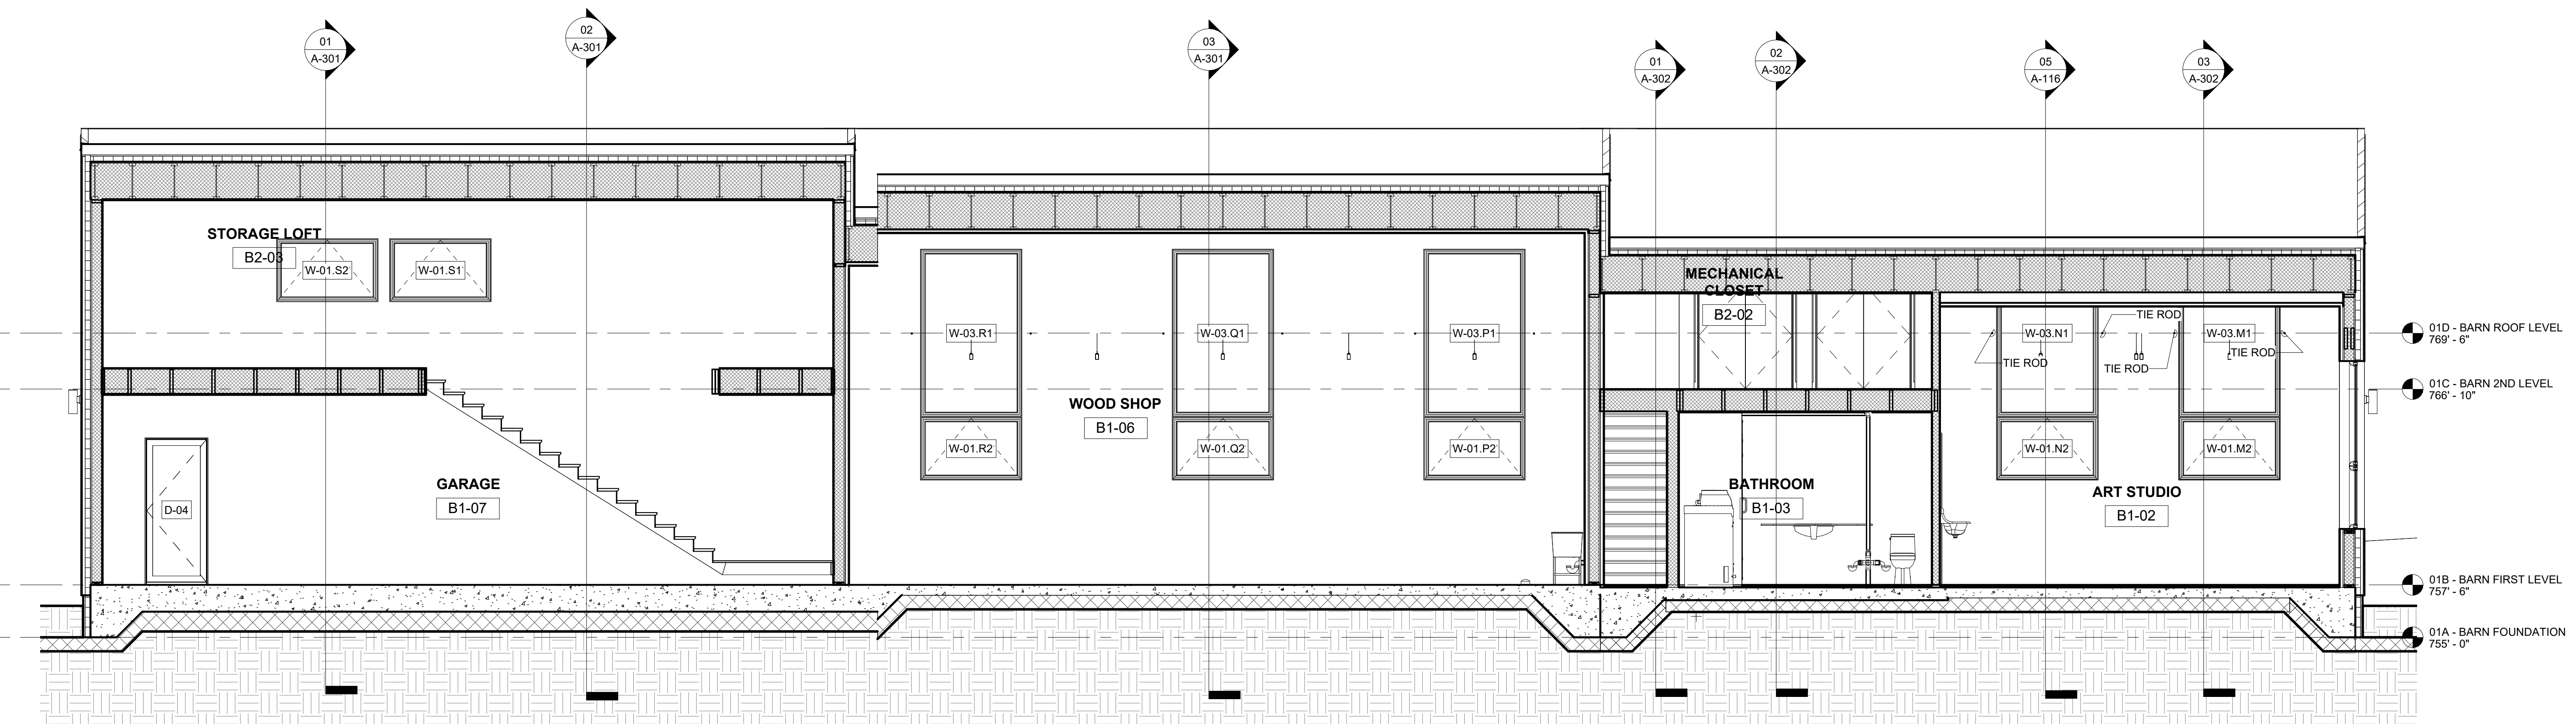 01
A-301
02
A-301
03
A-301
01
A-302
02
A-302
05
A-116
03
A-302
STORAGE LOFT
B2-03
W-01.S2
W-01.S1
MECHANICAL
CLOSET
B2-02
W-03.R1
W-03.Q1
W-03.P1
TIE ROD
W-03.N1
W-03.M1
TIE ROD
TIE ROD
TIE ROD
01D - BARN ROOF LEVEL
769' - 6"
01C - BARN 2ND LEVEL
766' - 10"
WOOD SHOP
B1-06
W-01.R2
W-01.Q2
W-01.P2
W-01.N2
W-01.M2
GARAGE
B1-07
D-04
BATHROOM
B1-03
ART STUDIO
B1-02
01B - BARN FIRST LEVEL
757' - 6"
01A - BARN FOUNDATION
755' - 0"